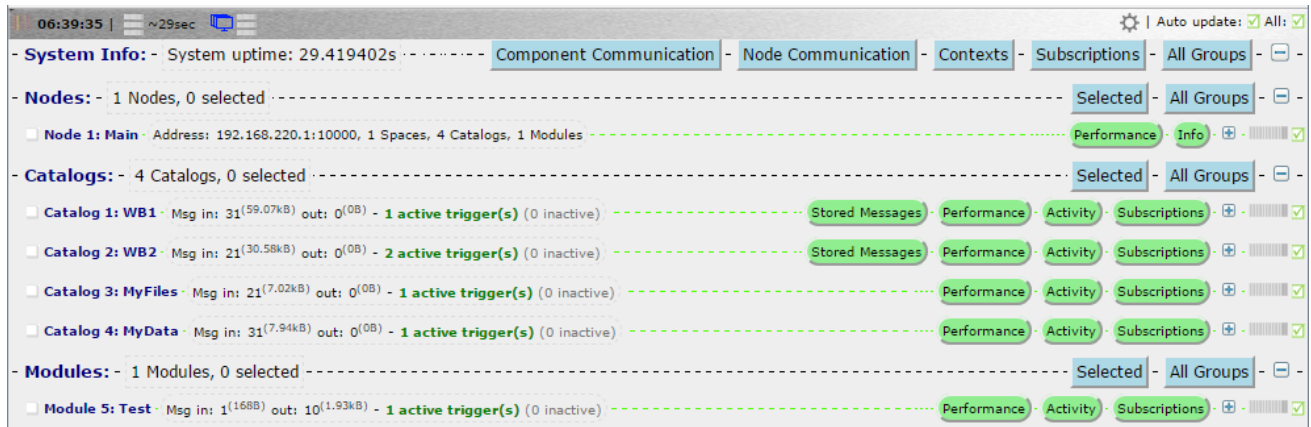 06:39:35 | ~29sec | Auto update: All:
- System Info: - System uptime: 29.419402s Component Communication - Node Communication - Contexts - Subscriptions - All Groups - -
- Nodes: - 1 Nodes, 0 selected Selected - All Groups - -
Node 1: Main · Address: 192.168.220.1:10000, 1 Spaces, 4 Catalogs, 1 Modules Performance · Info ·
- Catalogs: - 4 Catalogs, 0 selected Selected - All Groups - -
Catalog 1: WB1 · Msg in: 31(59.07kB) out: 0(0B) - 1 active trigger(s) (0 inactive) Stored Messages · Performance · Activity · Subscriptions ·
Catalog 2: WB2 · Msg in: 21(30.58kB) out: 0(0B) - 2 active trigger(s) (0 inactive) Stored Messages · Performance · Activity · Subscriptions ·
Catalog 3: MyFiles · Msg in: 21(7.02kB) out: 0(0B) - 1 active trigger(s) (0 inactive) Performance · Activity · Subscriptions ·
Catalog 4: MyData · Msg in: 31(7.94kB) out: 0(0B) - 1 active trigger(s) (0 inactive) Performance · Activity · Subscriptions ·
- Modules: - 1 Modules, 0 selected Selected - All Groups - -
Module 5: Test · Msg in: 1(168B) out: 10(1.93kB) - 1 active trigger(s) (0 inactive) Performance · Activity · Subscriptions ·